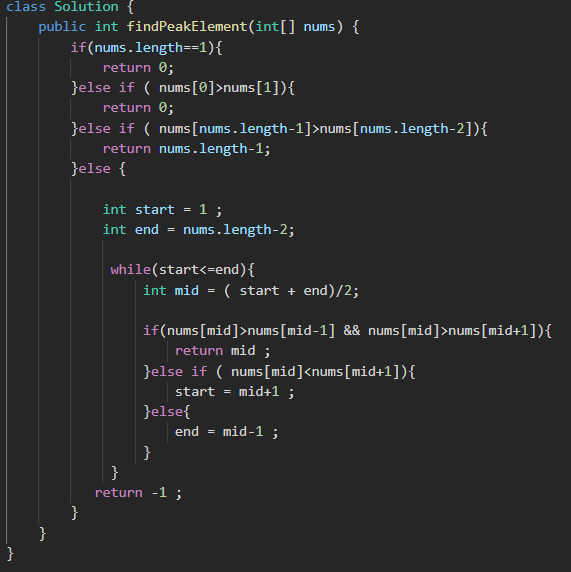 class Solution {
    public int findPeakElement(int[] nums) {
        if(nums.length==1){
            return 0;
        }else if ( nums[0]>nums[1]){
            return 0;
        }else if ( nums[nums.length-1]>nums[nums.length-2]){
            return nums.length-1;
        }else {
            int start = 1 ;
            int end = nums.length-2;
             while(start<=end){
                 int mid = ( start + end)/2;
                 if(nums[mid]>nums[mid-1] && nums[mid]>nums[mid+1]){
                     return mid ;
                 }else if ( nums[mid]<nums[mid+1]){
                     start = mid+1 ;
                 }else{
                     end = mid-1 ;
                 }
             }
           return -1 ;
        }
    }
}